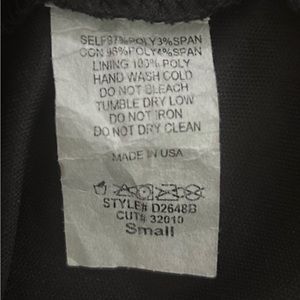 SELF97%POLY3%SPAN
CON 96%POLY4%SPAN
LINING 100% POLY
HAND WASH COLD
DO NOT BLEACH
TUMBLE DRY LOW
DO NOT IRON
DO NOT DRY CLEAN
MADE IN USA
STYLE# D2648B
CUT# 32010
Small